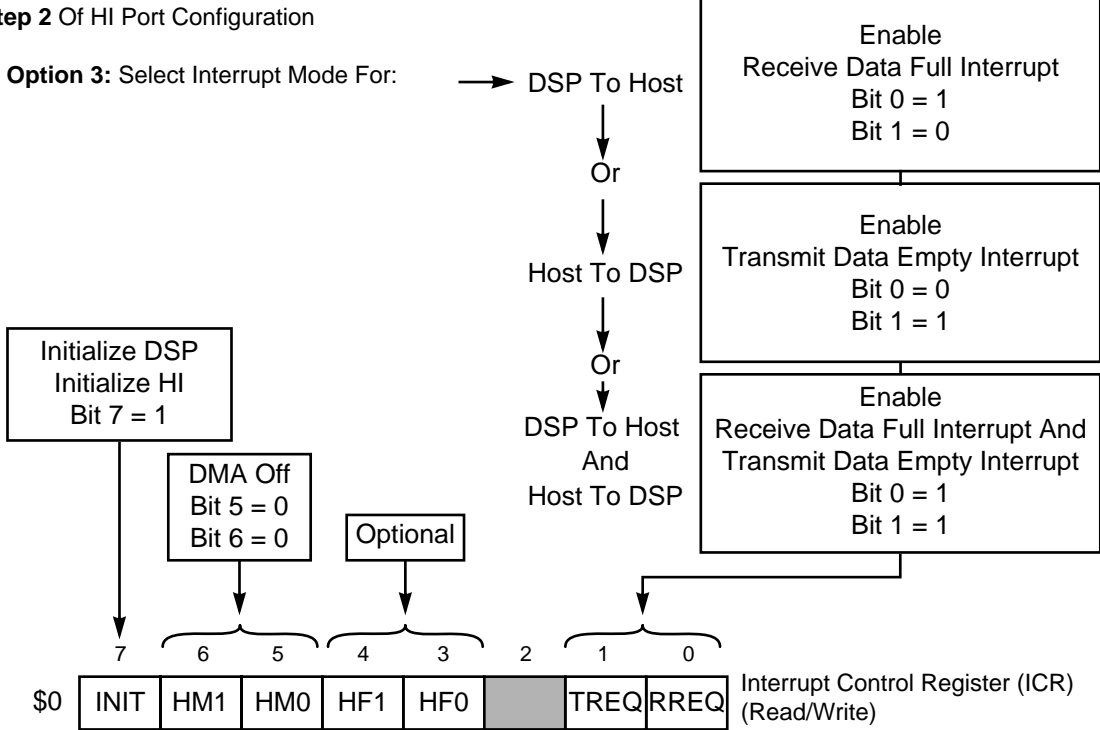 tep 2 Of HI Port Configuration
Option 3: Select Interrupt Mode For:
DSP To Host
Or
Host To DSP
Or
DSP To Host
And
Host To DSP
Enable
Receive Data Full Interrupt
Bit 0 = 1
Bit 1 = 0
Enable
Transmit Data Empty Interrupt
Bit 0 = 0
Bit 1 = 1
Enable
Receive Data Full Interrupt And
Transmit Data Empty Interrupt
Bit 0 = 1
Bit 1 = 1
Initialize DSP
Initialize HI
Bit 7 = 1
DMA Off
Bit 5 = 0
Bit 6 = 0
Optional
7 6 5 4 3 2 1 0
$0 INIT HM1 HM0 HF1 HF0 TREQ RREQ
Interrupt Control Register (ICR)
(Read/Write)